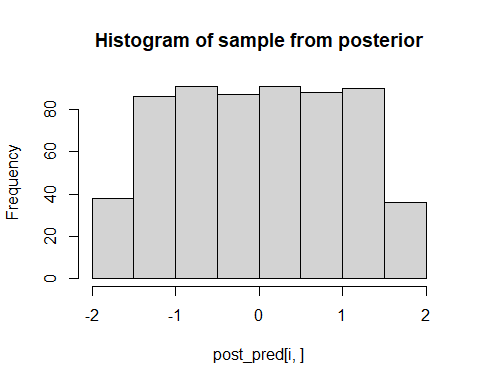 Histogram of sample from posterior
Frequency
0 20 40 60 80
-2 -1 0 1 2
post_pred[i, ]